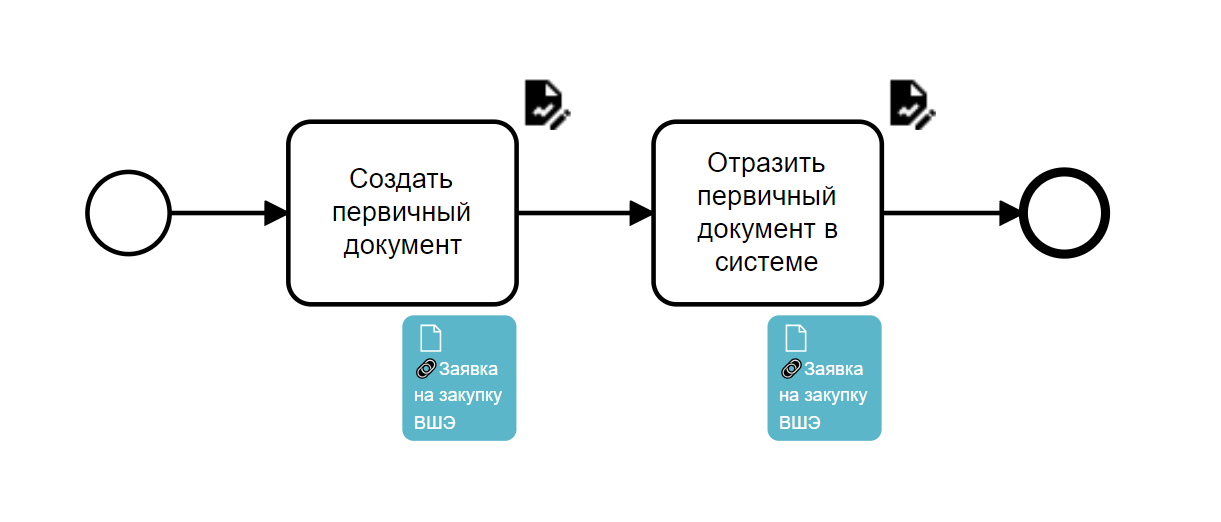 Создать
первичный
документ
Отразить
первичный
документ в
системе
Заявка
на закупку
ВШЭ
Заявка
на закупку
ВШЭ